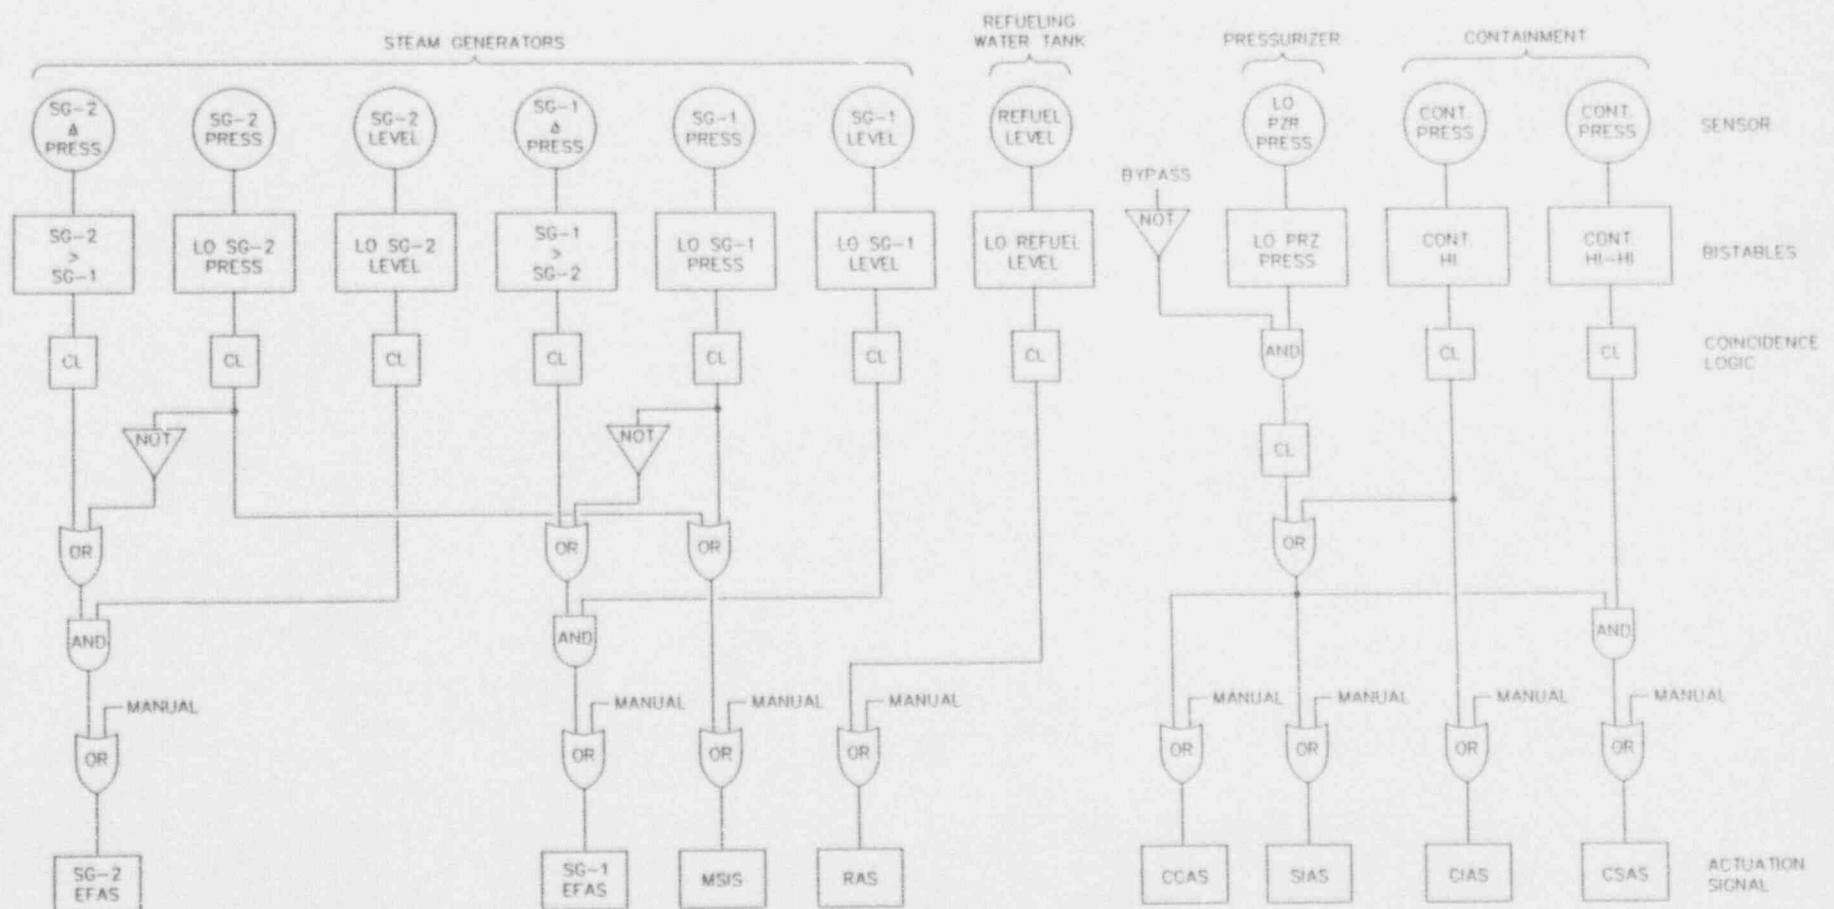 STEAM GENERATORS
REFUELING
WATER TANK
PRESSURIZER
CONTAINMENT
SG-2
Δ
PRESS
SG-2
PRESS
SG-2
LEVEL
SG-1
Δ
PRESS
SG-1
PRESS
SG-1
LEVEL
REFUEL
LEVEL
LO
PZR
PRESS
CONT.
PRESS
CONT.
PRESS
SENSOR
BYPASS
NOT
SG-2
>
SG-1
LO SG-2
PRESS
LO SG-2
LEVEL
SG-1
>
SG-2
LO SG-1
PRESS
LO SG-1
LEVEL
LO REFUEL
LEVEL
LO PRZ
PRESS
CONT.
HI
CONT.
HI-HI
BISTABLES
CL
CL
CL
CL
CL
CL
CL
AND
CL
CL
COINCIDENCE
LOGIC
NOT
NOT
CL
OR
OR
OR
OR
AND
AND
AND
MANUAL
MANUAL
MANUAL
MANUAL
MANUAL
MANUAL
MANUAL
MANUAL
OR
OR
OR
OR
OR
OR
OR
OR
SG-2
EFAS
SG-1
EFAS
MSIS
RAS
CCAS
SIAS
CIAS
CSAS
ACTUATION
SIGNAL